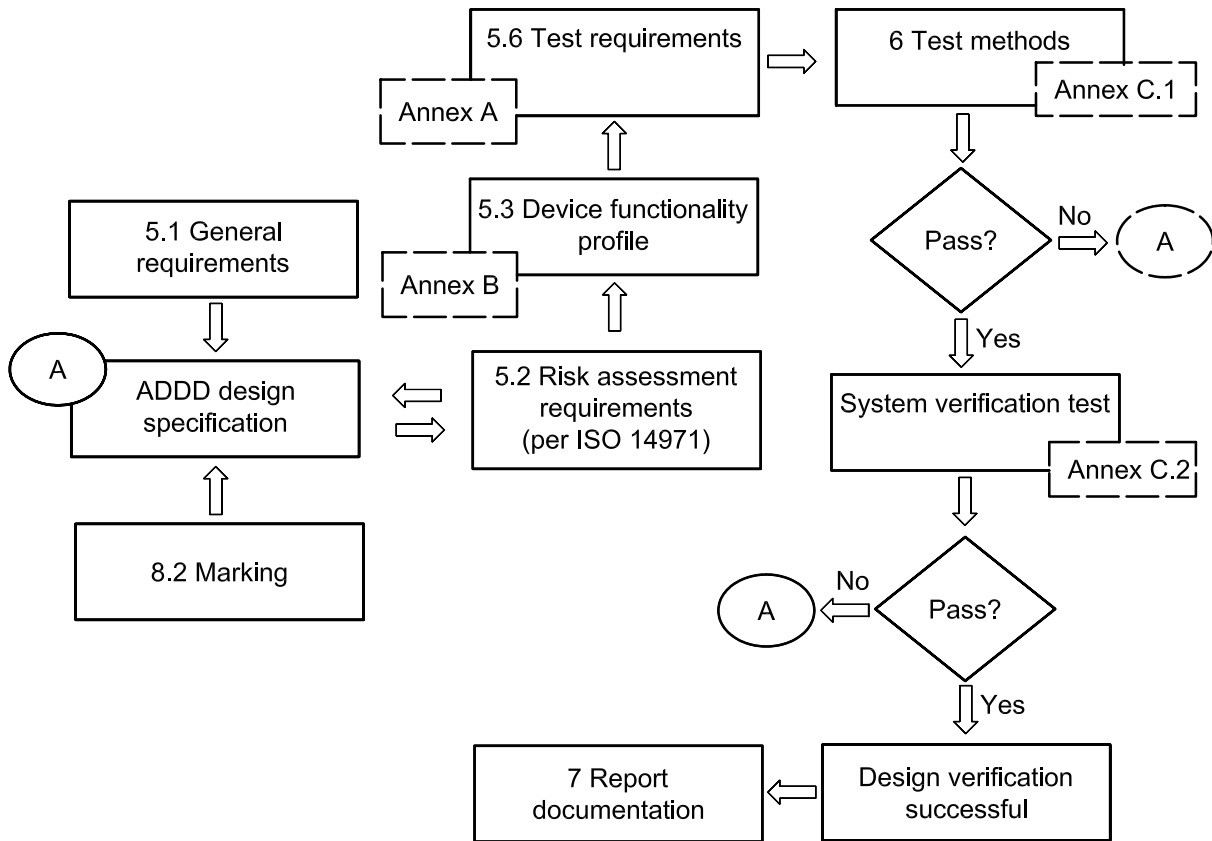 5.6 Test requirements
6 Test methods
Annex A
Annex C.1
5.3 Device functionality
profile
Annex B
5.1 General
requirements
Pass?
No
A
Yes
A
ADDD design
specification
5.2 Risk assessment
requirements
(per ISO 14971)
System verification test
Annex C.2
8.2 Marking
No
A
Pass?
Yes
7 Report
documentation
Design verification
successful